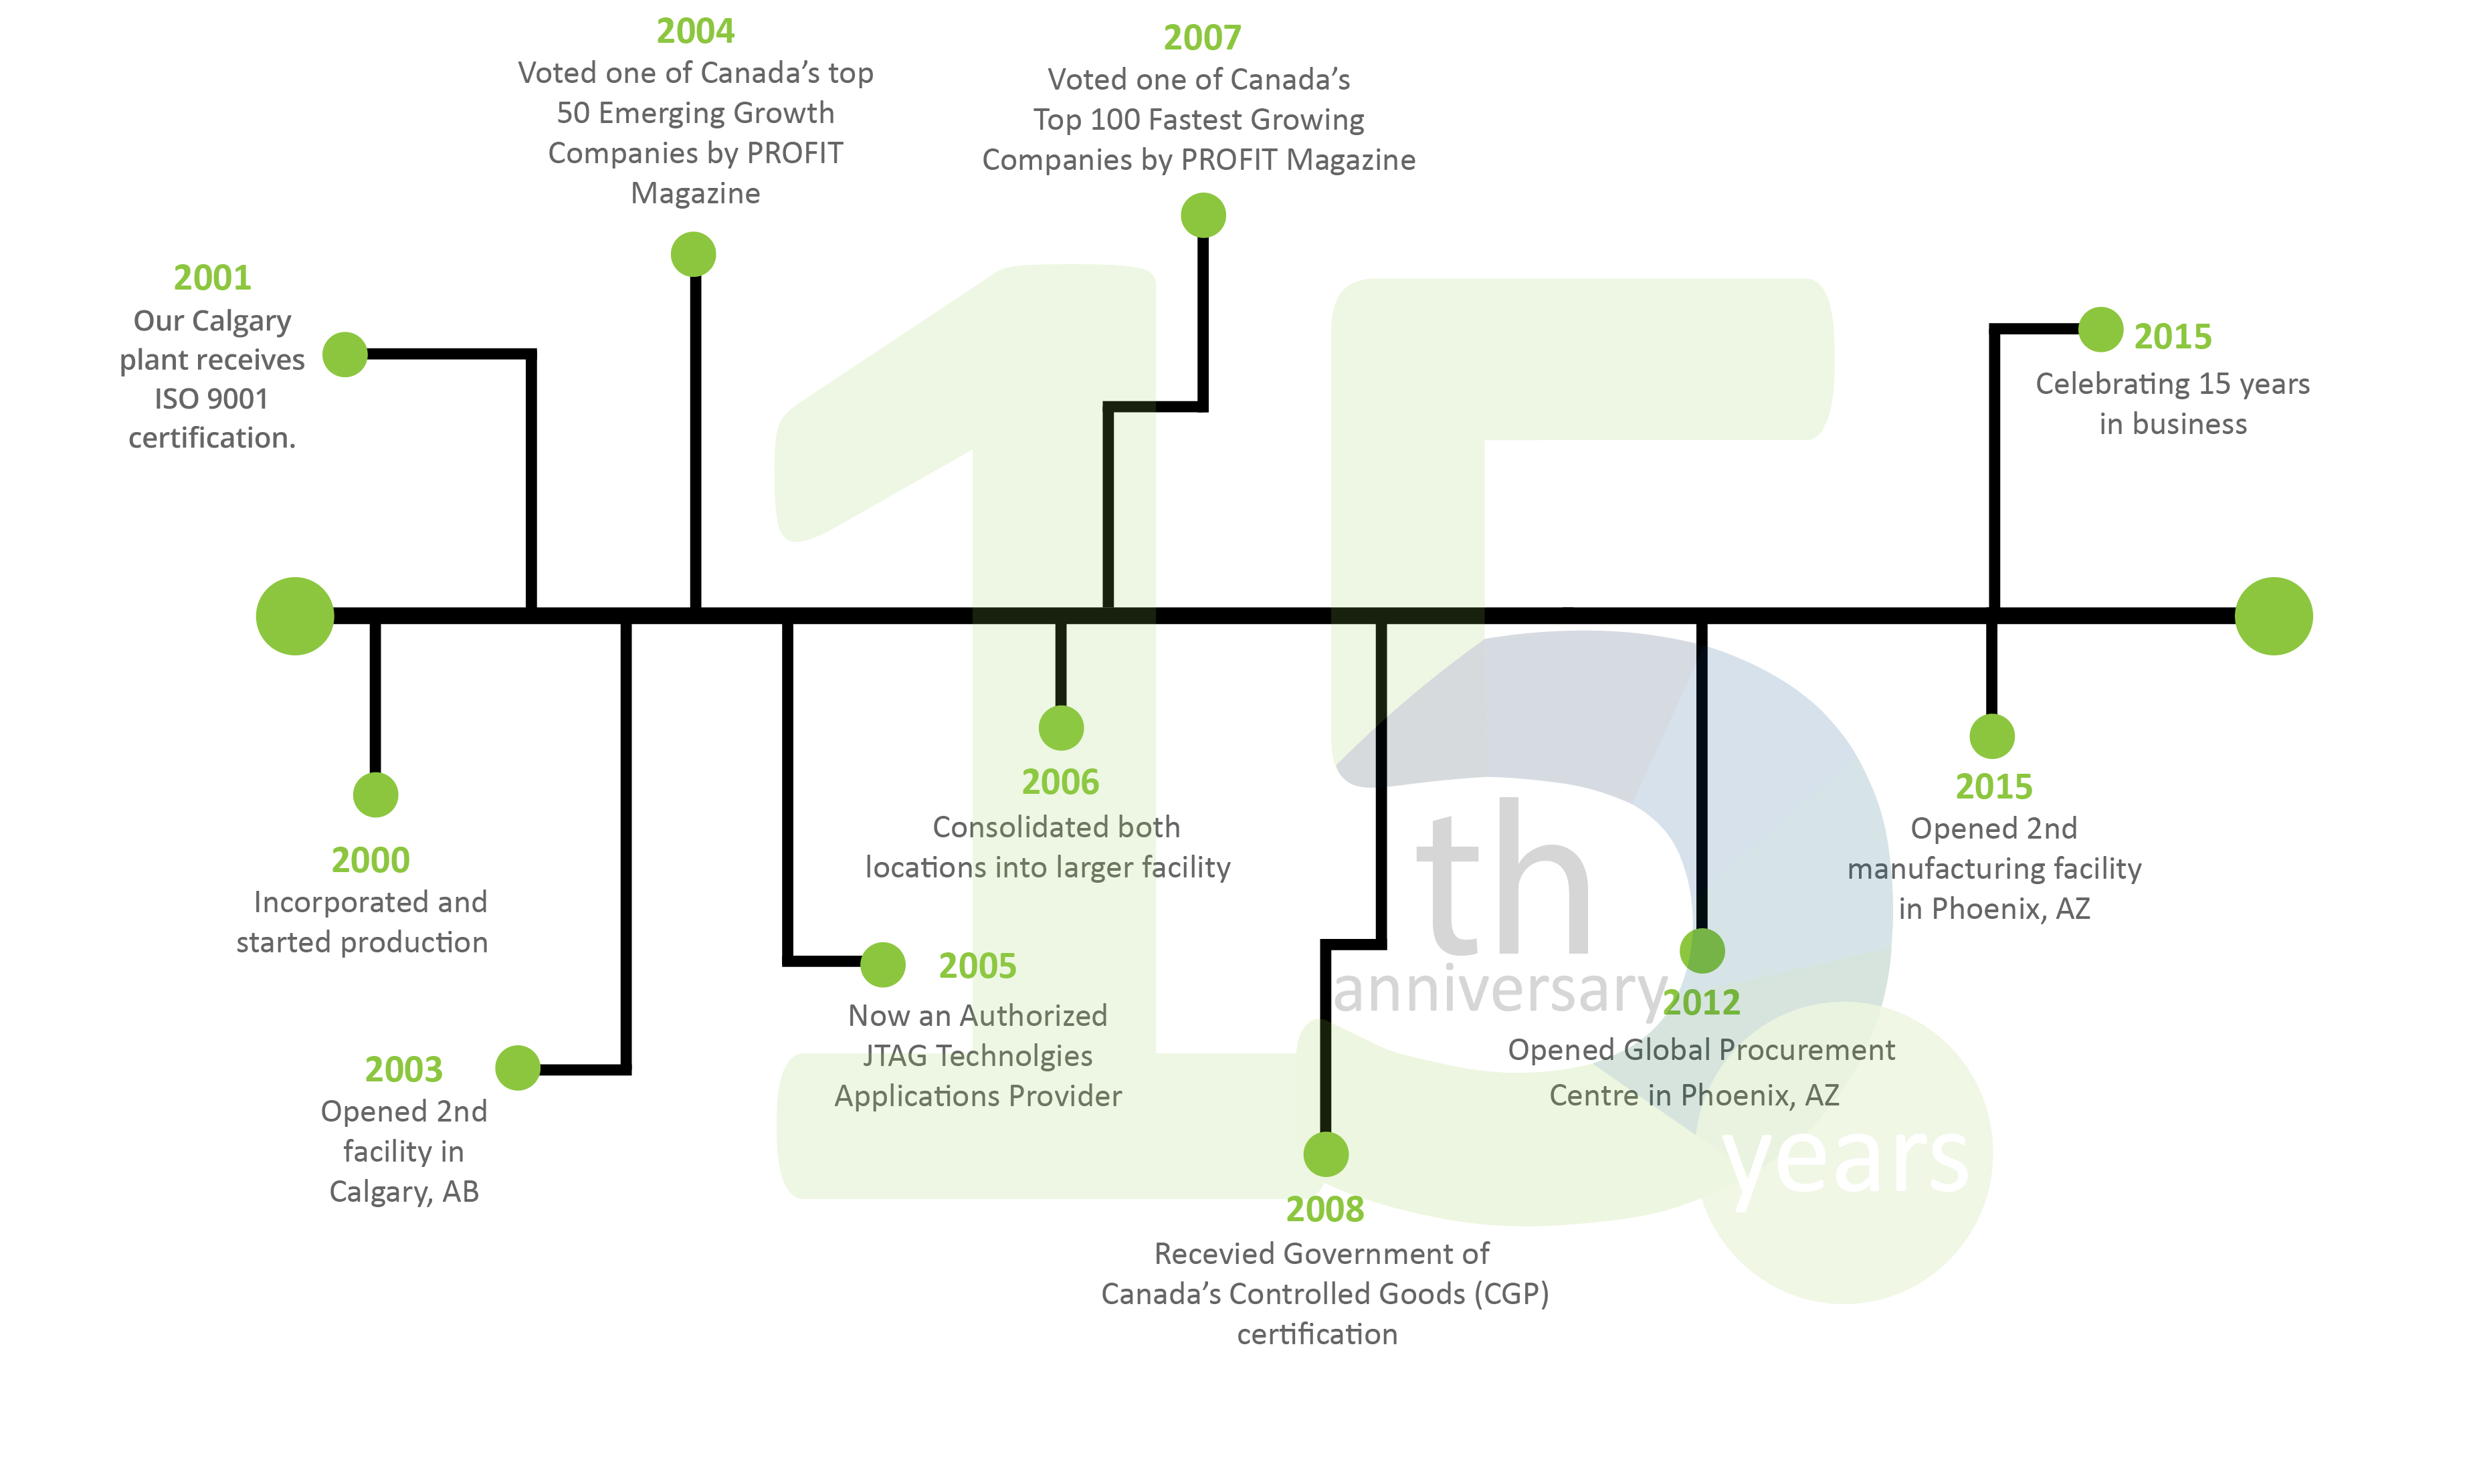 2004
Voted one of Canada's top
50 Emerging Growth
Companies by PROFIT
Magazine
2007
Voted one of Canada's
Top 100 Fastest Growing
Companies by PROFIT Magazine
2001
Our Calgary
plant receives
ISO 9001
certification.
2015
Celebrating 15 years
in business
15
th
anniversary
years
2000
Incorporated and
started production
2003
Opened 2nd
facility in
Calgary, AB
2005
Now an Authorized
JTAG Technolgies
Applications Provider
2006
Consolidated both
locations into larger facility
2008
Recevied Government of
Canada's Controlled Goods (CGP)
certification
2012
Opened Global Procurement
Centre in Phoenix, AZ
2015
Opened 2nd
manufacturing facility
in Phoenix, AZ